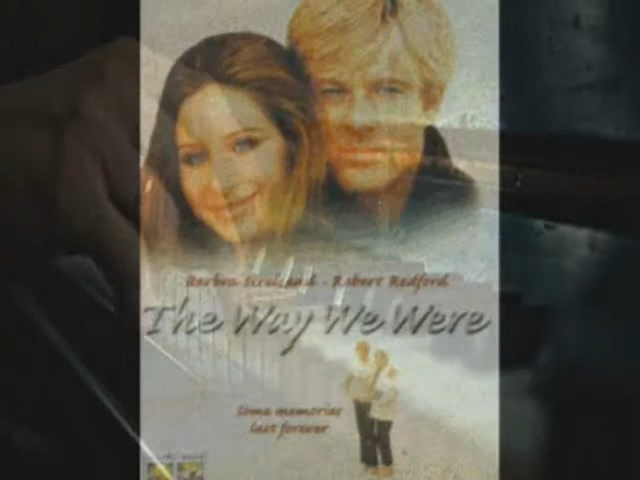 Barbra Streisand - Robert Redford
The Way We Were
Some memories
last forever